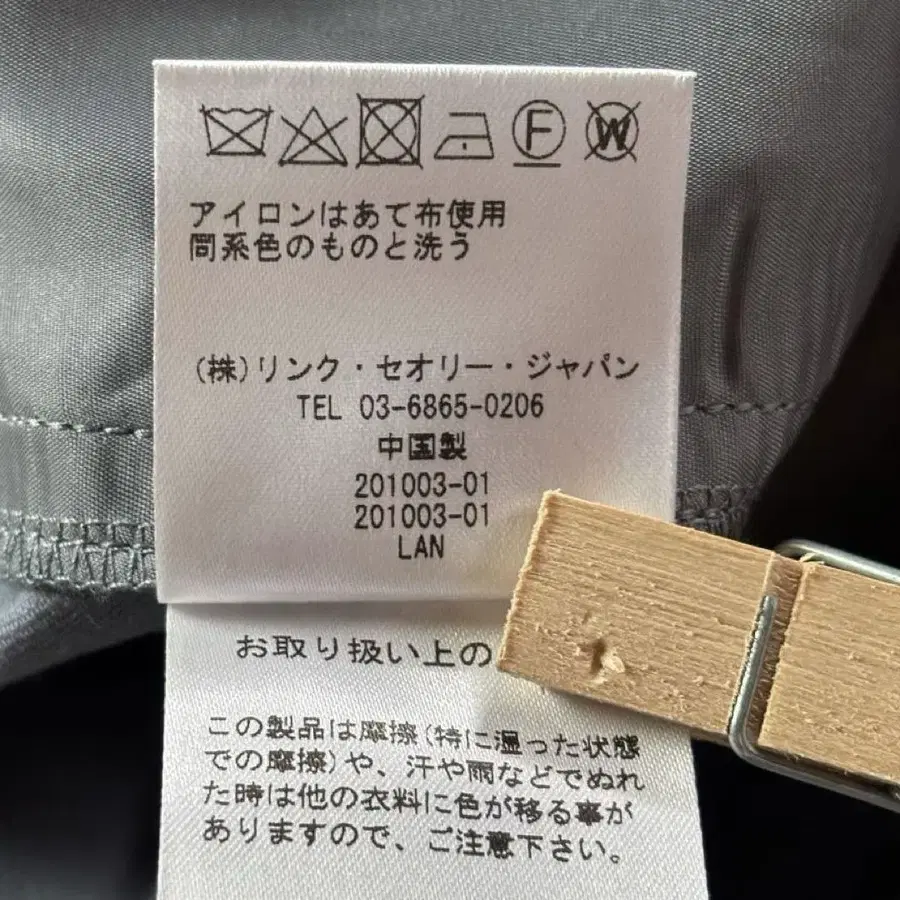 F W
アイロンはあて布使用
同系色のものと洗う
(株)リンク・セオリー・ジャパン
TEL 03-6865-0206
中国製
201003-01
201003-01
LAN
お取り扱い上の
この製品は摩擦(特に湿った状態
での摩擦)や、汗や雨などでぬれ
た時は他の衣料に色が移る事が
ありますので、ご注意下さい。